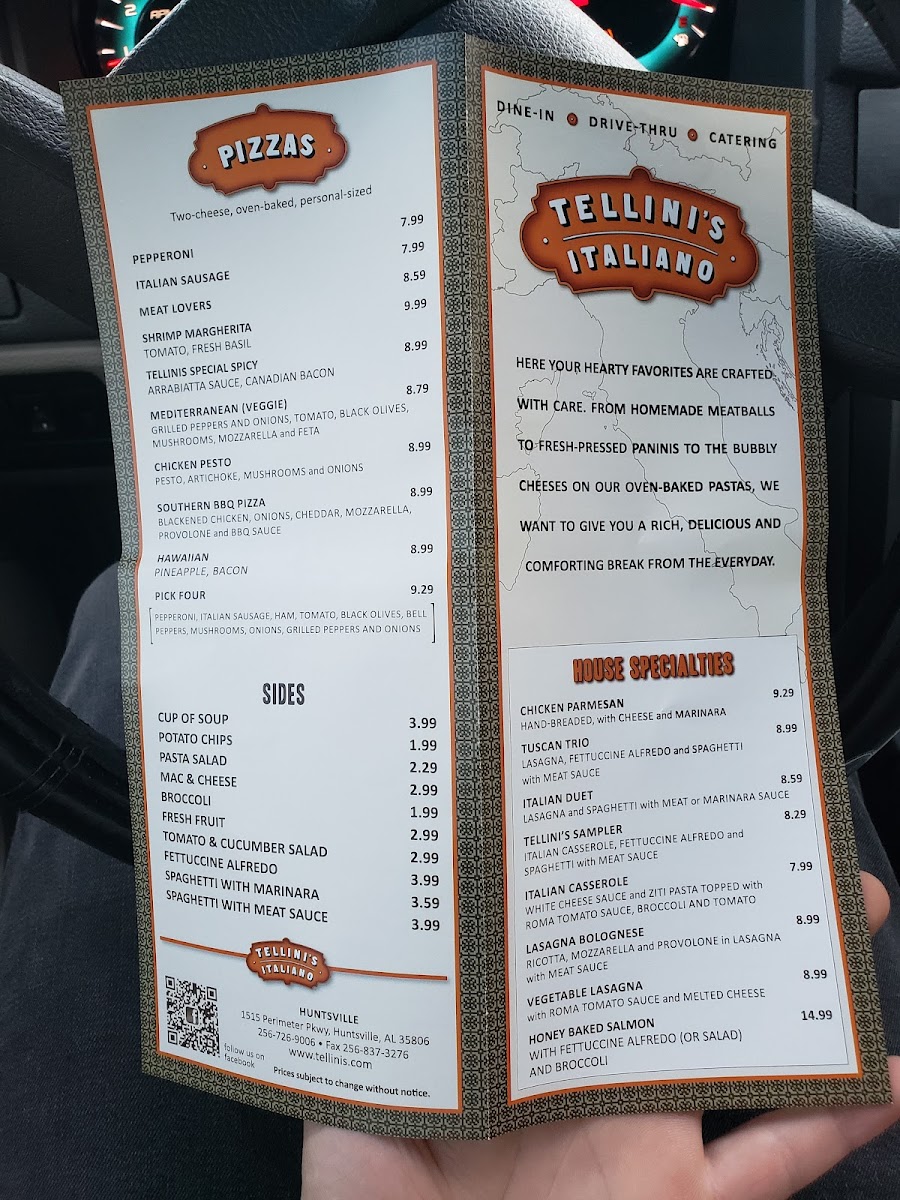 PIZZAS
Two-cheese, oven-baked, personal-sized
PEPPERONI 7.99
ITALIAN SAUSAGE 7.99
MEAT LOVERS 8.59
SHRIMP MARGHERITA 9.99
TOMATO, FRESH BASIL
TELLINIS SPECIAL SPICY 8.99
ARRABIATTA SAUCE, CANADIAN BACON
MEDITERRANEAN (VEGGIE) 8.79
GRILLED PEPPERS AND ONIONS, TOMATO, BLACK OLIVES,
MUSHROOMS, MOZZARELLA and FETA
CHICKEN PESTO 8.99
PESTO, ARTICHOKE, MUSHROOMS and ONIONS
SOUTHERN BBQ PIZZA 8.99
BLACKENED CHICKEN, ONIONS, CHEDDAR, MOZZARELLA,
PROVOLONE and BBQ SAUCE
HAWAIIAN 8.99
PINEAPPLE, BACON
PICK FOUR 9.29
PEPPERONI, ITALIAN SAUSAGE, HAM, TOMATO, BLACK OLIVES, BELL
PEPPERS, MUSHROOMS, ONIONS, GRILLED PEPPERS AND ONIONS
SIDES
CUP OF SOUP 3.99
POTATO CHIPS 1.99
PASTA SALAD 2.29
MAC & CHEESE 2.99
BROCCOLI 1.99
FRESH FRUIT 2.99
TOMATO & CUCUMBER SALAD 2.99
FETTUCCINE ALFREDO 3.99
SPAGHETTI WITH MARINARA 3.59
SPAGHETTI WITH MEAT SAUCE 3.99
TELLINI'S
ITALIANO
HUNTSVILLE
1515 Perimeter Pkwy, Huntsville, AL 35806
256-726-9006 • Fax 256-837-3276
www.tellinis.com
follow us on
facebook
Prices subject to change without notice.
DINE-IN DRIVE-THRU CATERING
TELLINI'S
ITALIANO
HERE YOUR HEARTY FAVORITES ARE CRAFTED
WITH CARE. FROM HOMEMADE MEATBALLS
TO FRESH-PRESSED PANINIS TO THE BUBBLY
CHEESES ON OUR OVEN-BAKED PASTAS, WE
WANT TO GIVE YOU A RICH, DELICIOUS AND
COMFORTING BREAK FROM THE EVERYDAY.
HOUSE SPECIALTIES
CHICKEN PARMESAN 9.29
HAND-BREADED, with CHEESE and MARINARA
TUSCAN TRIO 8.99
LASAGNA, FETTUCCINE ALFREDO and SPAGHETTI
with MEAT SAUCE
ITALIAN DUET 8.59
LASAGNA and SPAGHETTI with MEAT or MARINARA SAUCE
TELLINI'S SAMPLER 8.29
ITALIAN CASSEROLE, FETTUCCINE ALFREDO and
SPAGHETTI with MEAT SAUCE
ITALIAN CASSEROLE 7.99
WHITE CHEESE SAUCE and ZITI PASTA TOPPED with
ROMA TOMATO SAUCE, BROCCOLI AND TOMATO
LASAGNA BOLOGNESE 8.99
RICOTTA, MOZZARELLA and PROVOLONE in LASAGNA
with MEAT SAUCE
VEGETABLE LASAGNA 8.99
with ROMA TOMATO SAUCE and MELTED CHEESE
HONEY BAKED SALMON 14.99
WITH FETTUCCINE ALFREDO (OR SALAD)
AND BROCCOLI